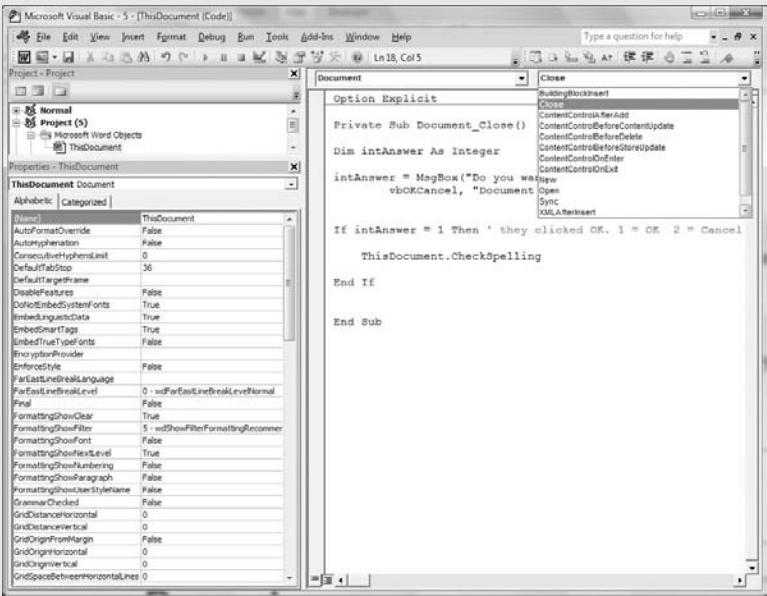 Microsoft Visual Basic - 5 - [ThisDocument (Code)]
File Edit View Insert Format Debug Run Tools Add-Ins Window Help
Type a question for help
Ln 18, Col 5
Project - Project
Normal
Project (5)
Microsoft Word Objects
ThisDocument
Properties - ThisDocument
ThisDocument Document
Alphabetic Categorized
(Name) ThisDocument
AutoFormatOverride False
AutoHyphenation False
ConsecutiveHyphensLimit 0
DefaultTabStop 36
DefaultTargetFrame
DisableFeatures False
DoNotEmbedSystemFonts True
EmbedLinguisticData True
EmbedSmartTags True
EmbedTrueTypeFonts False
EncryptionProvider
EnforceStyle False
FarEastLineBreakLanguage
FarEastLineBreakLevel 0 - wdFarEastLineBreakLevelNormal
Final False
FormattingShowClear True
FormattingShowFilter 5 - wdShowFilterFormattingRecommer
FormattingShowFont False
FormattingShowNextLevel True
FormattingShowNumbering False
FormattingShowParagraph False
FormattingShowUserStyleName False
GrammarChecked False
GridDistanceHorizontal 0
GridDistanceVertical 0
GridOriginFromMargin False
GridOriginHorizontal 0
GridOriginVertical 0
GridSpaceBetweenHorizontalLines 0
Document
Close
BuildingBlockInsert
Close
ContentControlAfterAdd
ContentControlBeforeContentUpdate
ContentControlBeforeDelete
ContentControlBeforeStoreUpdate
ContentControlOnEnter
ContentControlOnExit
New
Open
Sync
XMLAfterInsert
Option Explicit
Private Sub Document_Close()
Dim intAnswer As Integer
intAnswer = MsgBox("Do you wan
vbOKCancel, "Document
If intAnswer = 1 Then ' they clicked OK. 1 = OK 2 = Cancel
ThisDocument.CheckSpelling
End If
End Sub